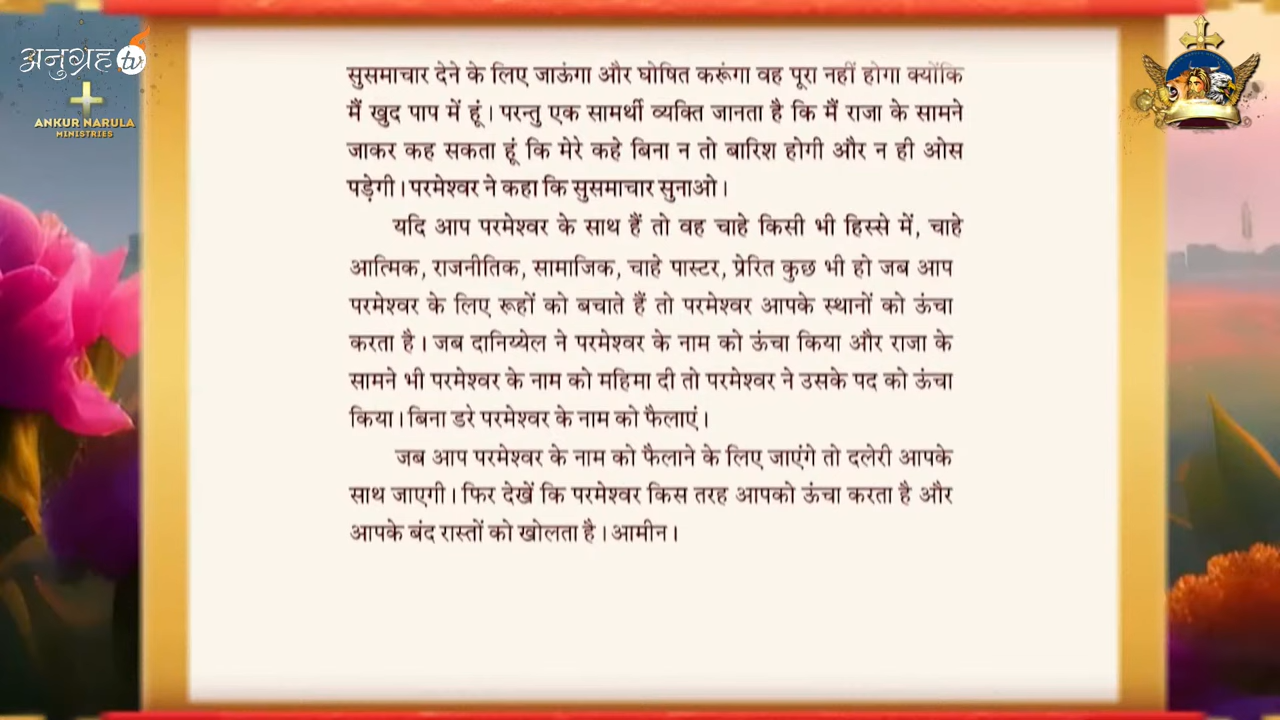 अनुग्रह tv
ANKUR NARULA
MINISTRIES
सुसमाचार देने के लिए जाऊंगा और घोषित करूंगा वह पूरा नहीं होगा क्योंकि
मैं खुद पाप में हूं। परन्तु एक सामर्थी व्यक्ति जानता है कि मैं राजा के सामने
जाकर कह सकता हूं कि मेरे कहे बिना न तो बारिश होगी और न ही ओस
पड़ेगी। परमेश्वर ने कहा कि सुसमाचार सुनाओ।
यदि आप परमेश्वर के साथ हैं तो वह चाहे किसी भी हिस्से में, चाहे
आत्मिक, राजनीतिक, सामाजिक, चाहे पास्टर, प्रेरित कुछ भी हो जब आप
परमेश्वर के लिए रूहों को बचाते हैं तो परमेश्वर आपके स्थानों को ऊंचा
करता है। जब दानिय्येल ने परमेश्वर के नाम को ऊंचा किया और राजा के
सामने भी परमेश्वर के नाम को महिमा दी तो परमेश्वर ने उसके पद को ऊंचा
किया। बिना डरे परमेश्वर के नाम को फैलाएं।
जब आप परमेश्वर के नाम को फैलाने के लिए जाएंगे तो दलेरी आपके
साथ जाएगी। फिर देखें कि परमेश्वर किस तरह आपको ऊंचा करता है और
आपके बंद रास्तों को खोलता है। आमीन।